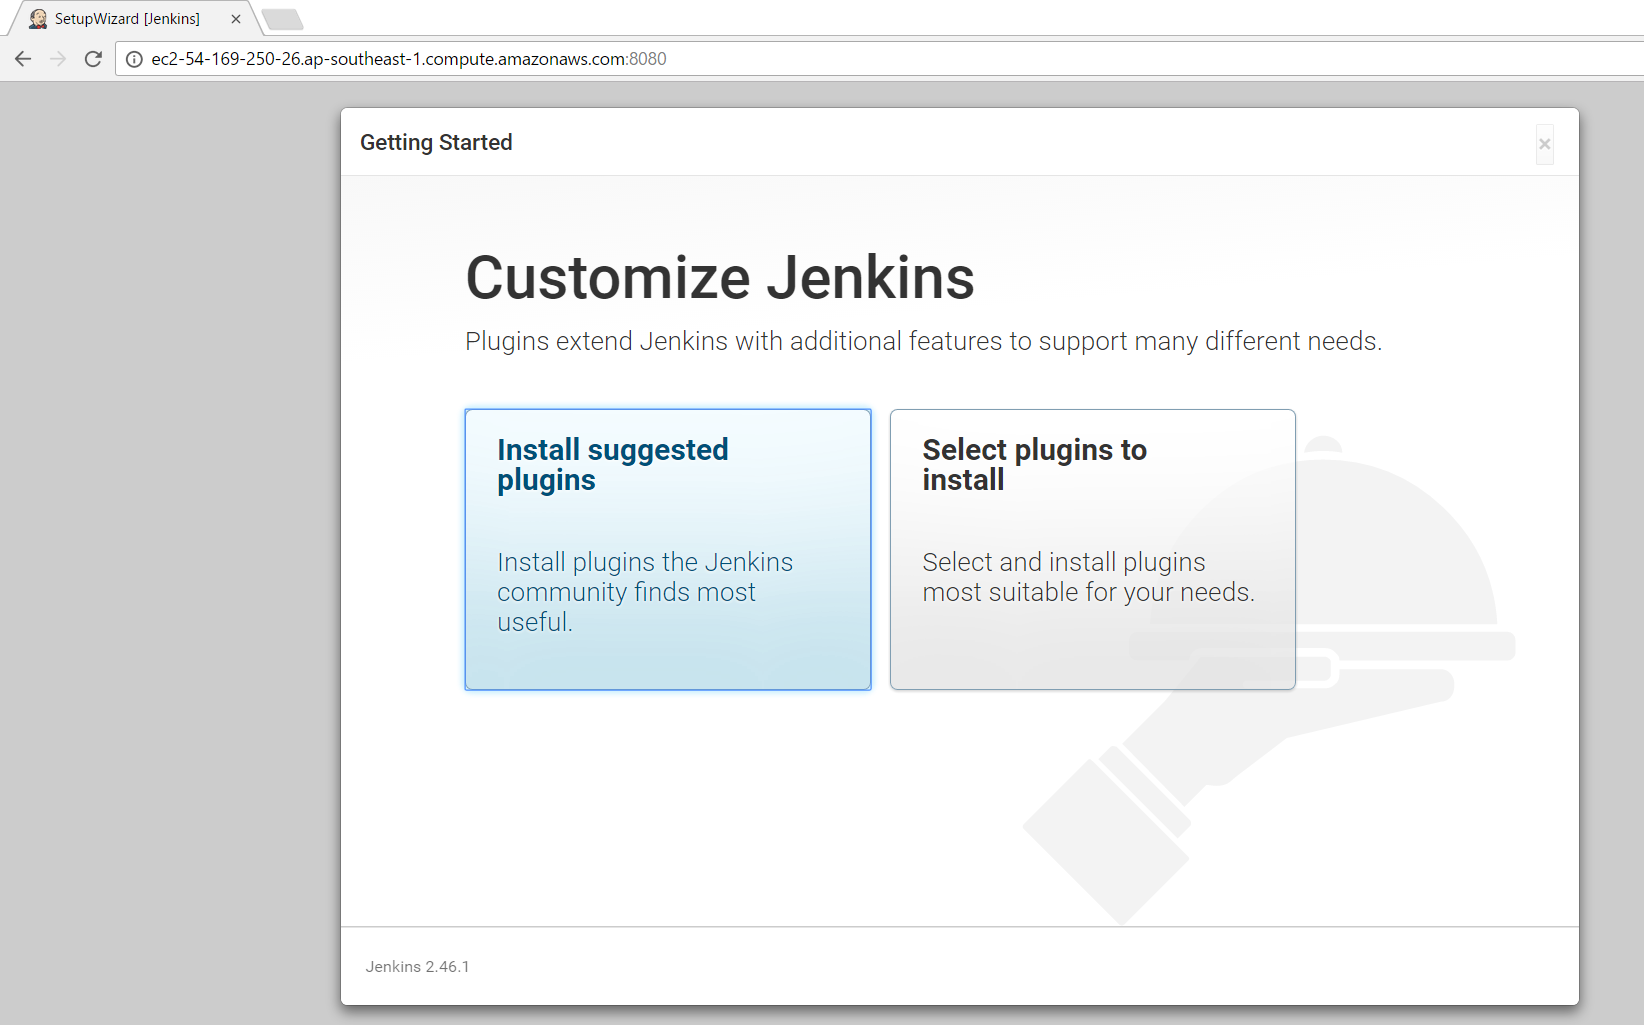 SetupWizard [Jenkins]
ec2-54-169-250-26.ap-southeast-1.compute.amazonaws.com:8080
Getting Started
Customize Jenkins
Plugins extend Jenkins with additional features to support many different needs.
Install suggested
plugins
Install plugins the Jenkins
community finds most
useful.
Select plugins to
install
Select and install plugins
most suitable for your needs.
Jenkins 2.46.1